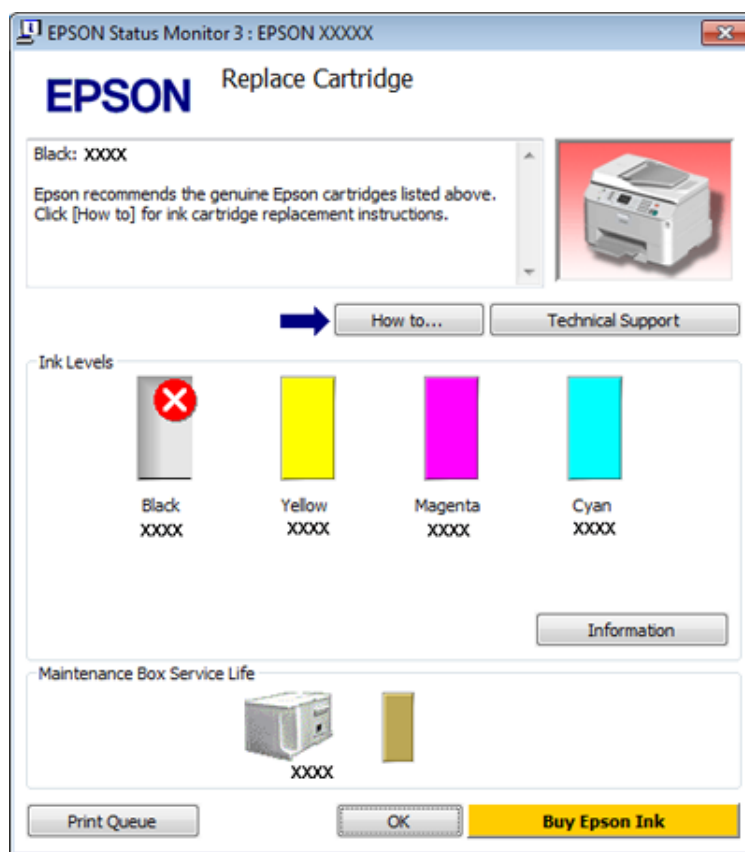 EPSON Status Monitor 3 : EPSON XXXXX
EPSON
Replace Cartridge
Black: XXXX
Epson recommends the genuine Epson cartridges listed above.
Click [How to] for ink cartridge replacement instructions.
How to...
Technical Support
Ink Levels
Black
Yellow
Magenta
Cyan
XXXX
XXXX
XXXX
XXXX
Information
Maintenance Box Service Life
XXXX
Print Queue
OK
Buy Epson Ink